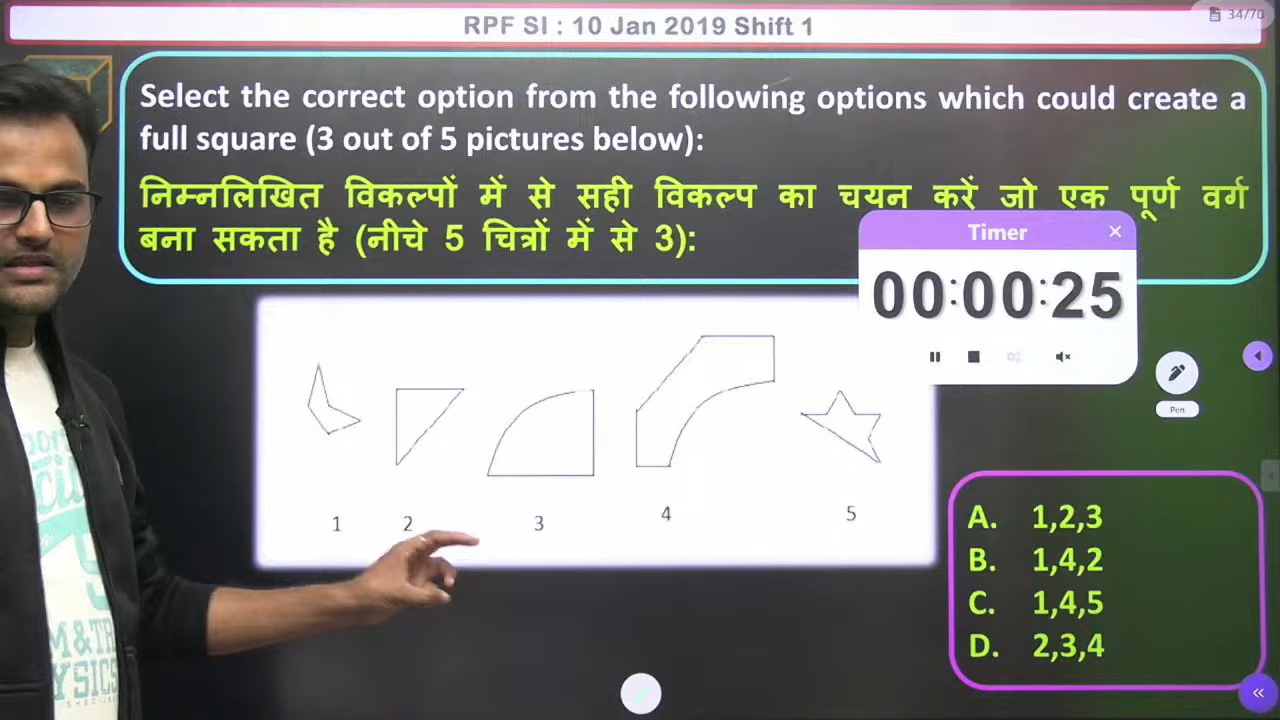 RPF SI : 10 Jan 2019 Shift 1
34/70
Select the correct option from the following options which could create a
full square (3 out of 5 pictures below):
निम्नलिखित विकल्पों में से सही विकल्प का चयन करें जो एक पूर्ण वर्ग
बना सकता है (नीचे 5 चित्रों में से 3):
Timer
00:00:25
Pen
1 2 3 4 5
A. 1,2,3
B. 1,4,2
C. 1,4,5
D. 2,3,4